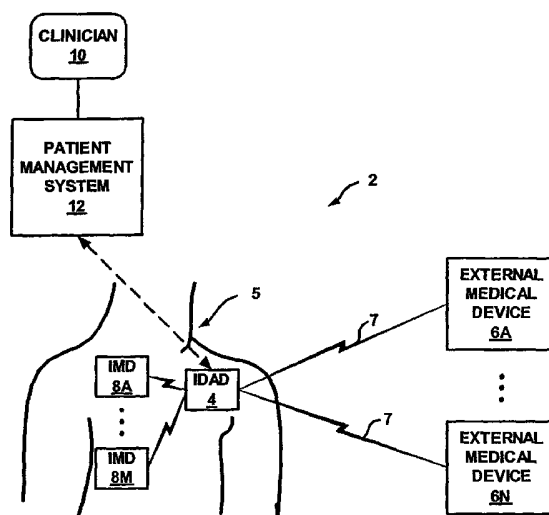 CLINICIAN
10
PATIENT
MANAGEMENT
SYSTEM
12
2
5
EXTERNAL
MEDICAL
DEVICE
6A
7
IMD
8A
IDAD
4
7
IMD
8M
EXTERNAL
MEDICAL
DEVICE
6N